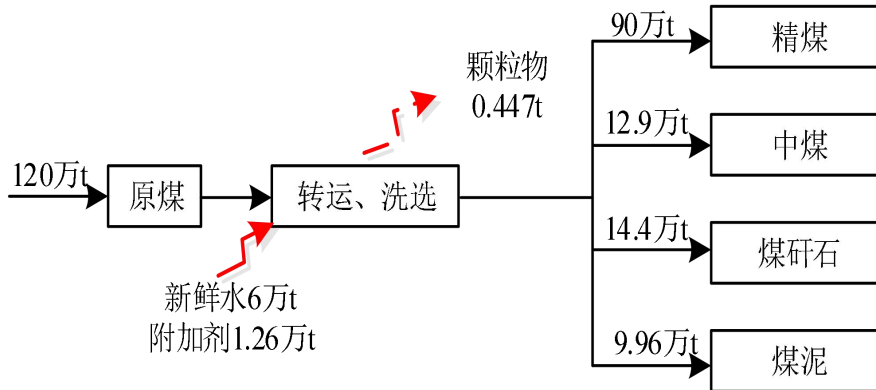 颗粒物
0.447t
120万t
原煤
转运、洗选
新鲜水6万t
附加剂1.26万t
90万t
精煤
12.9万t
中煤
14.4万t
煤矸石
9.96万t
煤泥